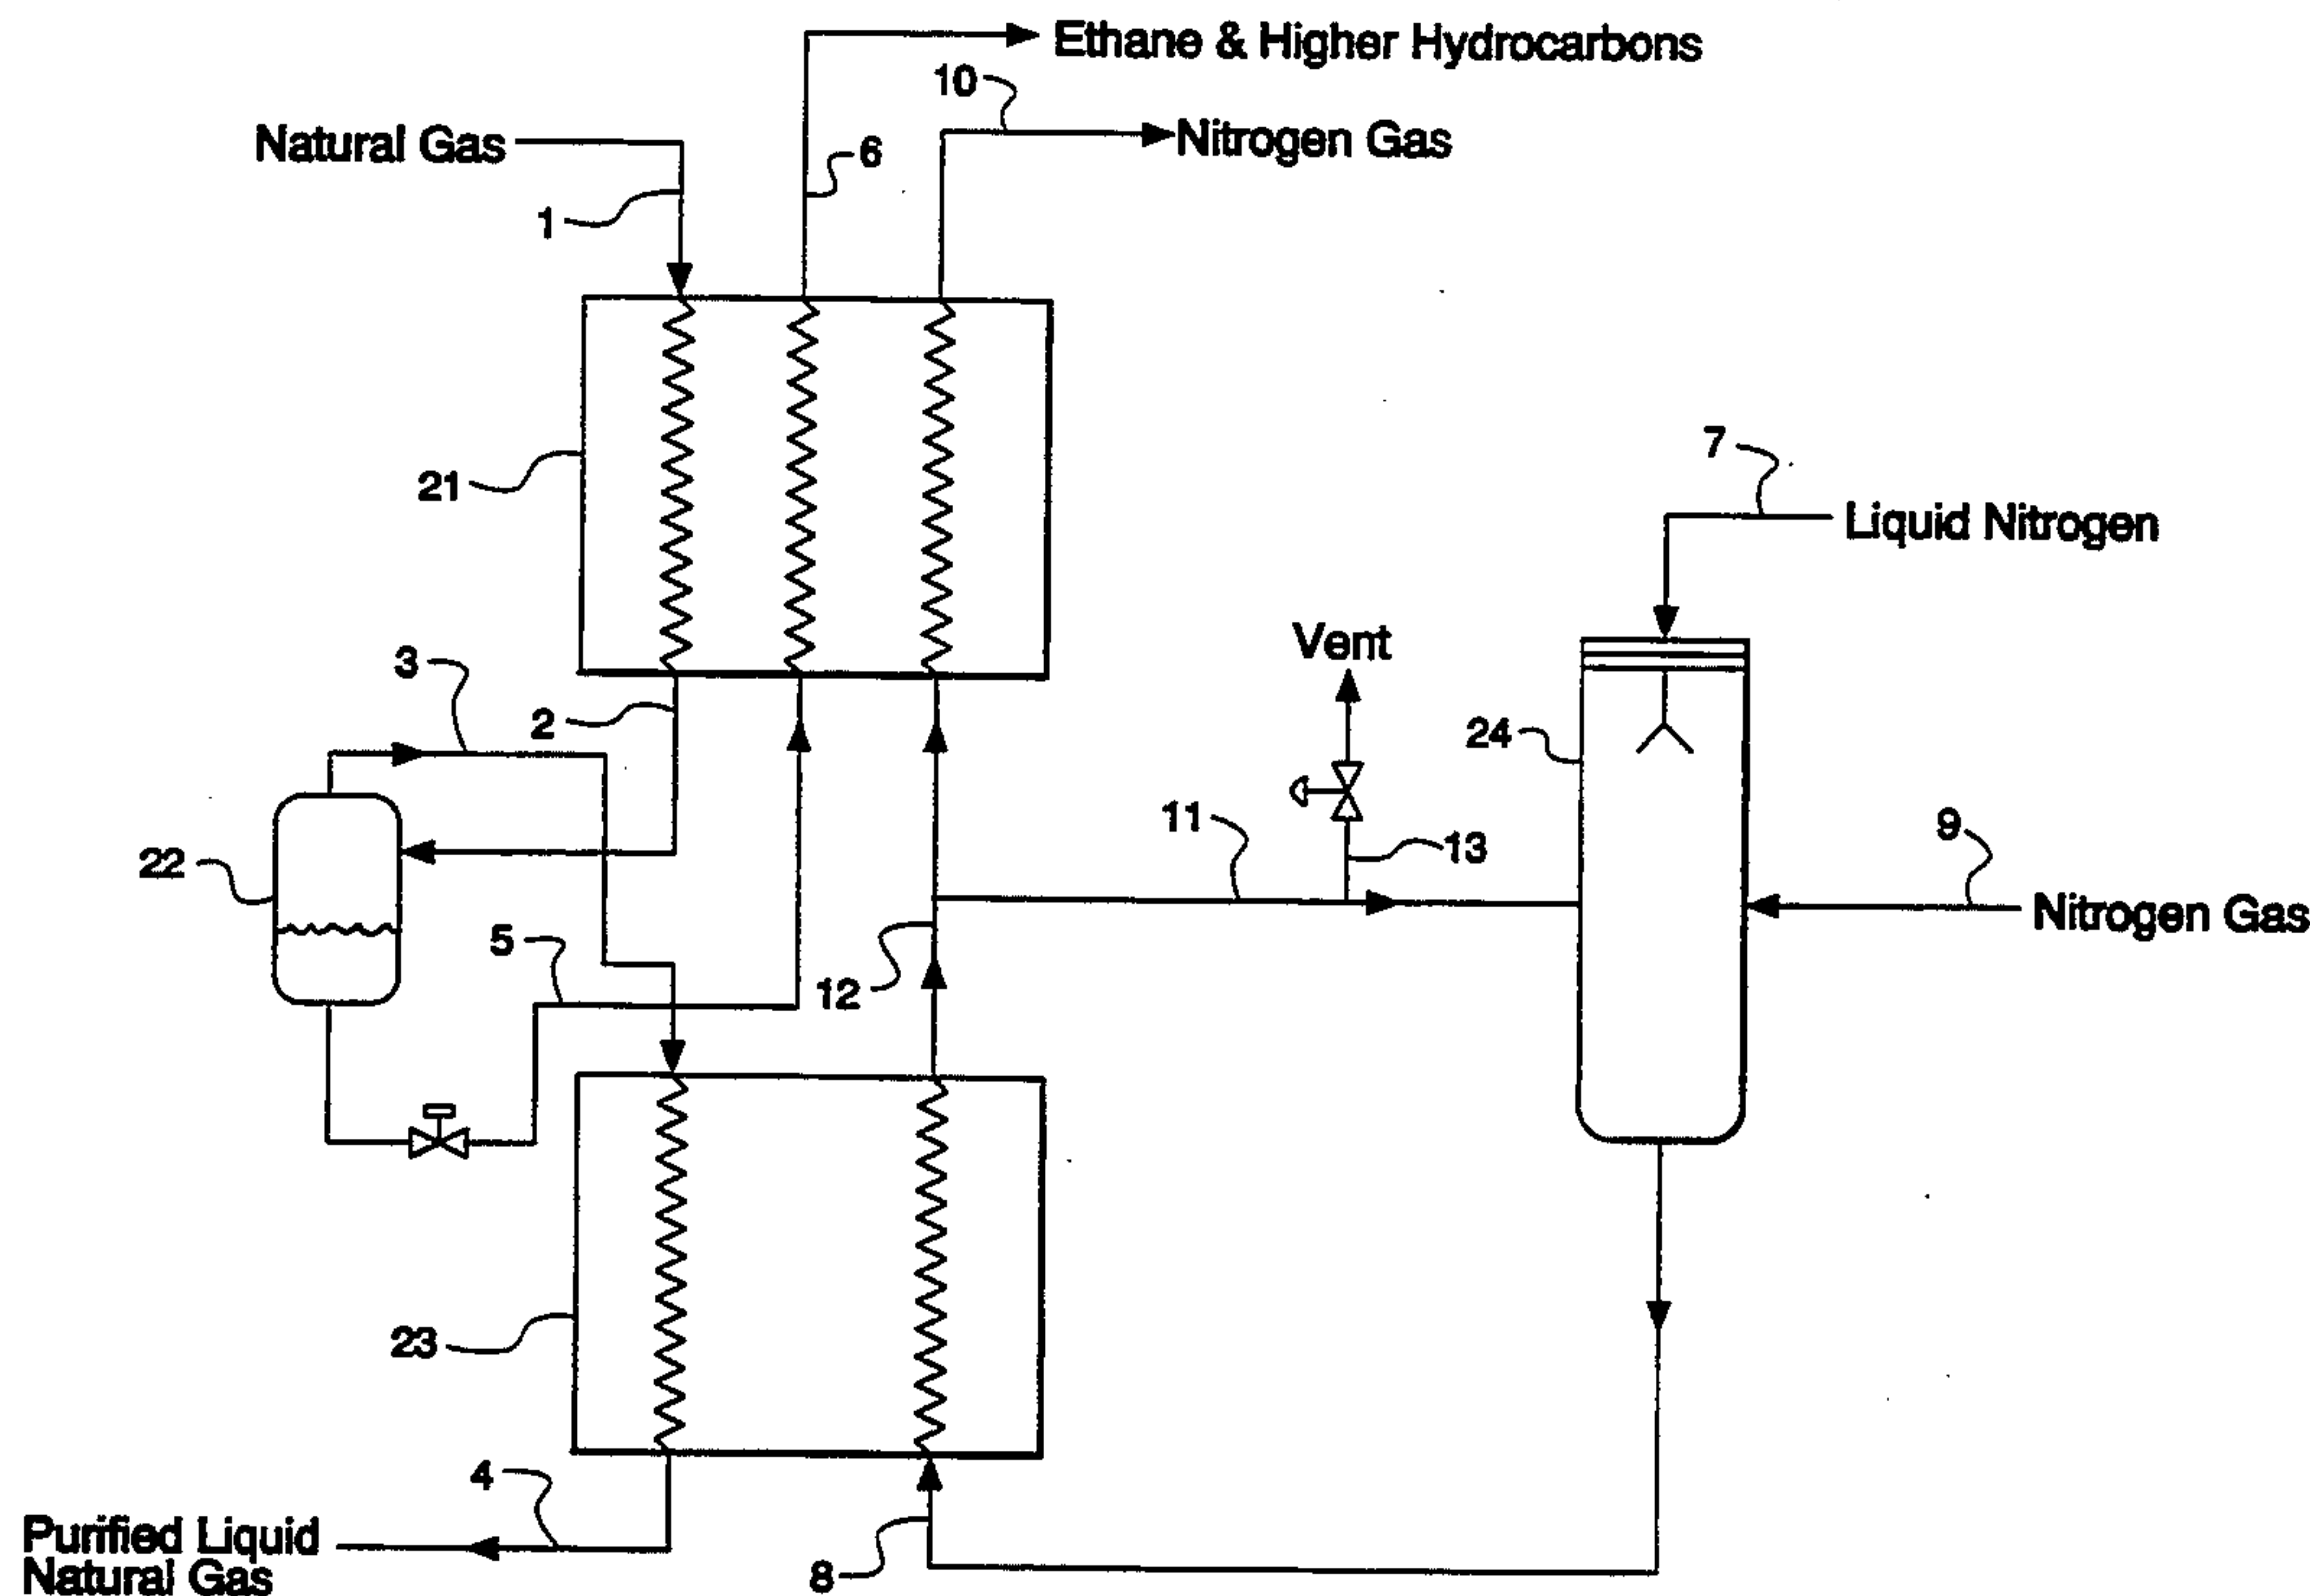 Ethane & Higher Hydrocarbons
10
Natural Gas
Nitrogen Gas
6
1
7
21
Liquid Nitrogen
Vent
3
2
24
11
9
22
13
Nitrogen Gas
5
12
23
4
Purified Liquid
Natural Gas
8